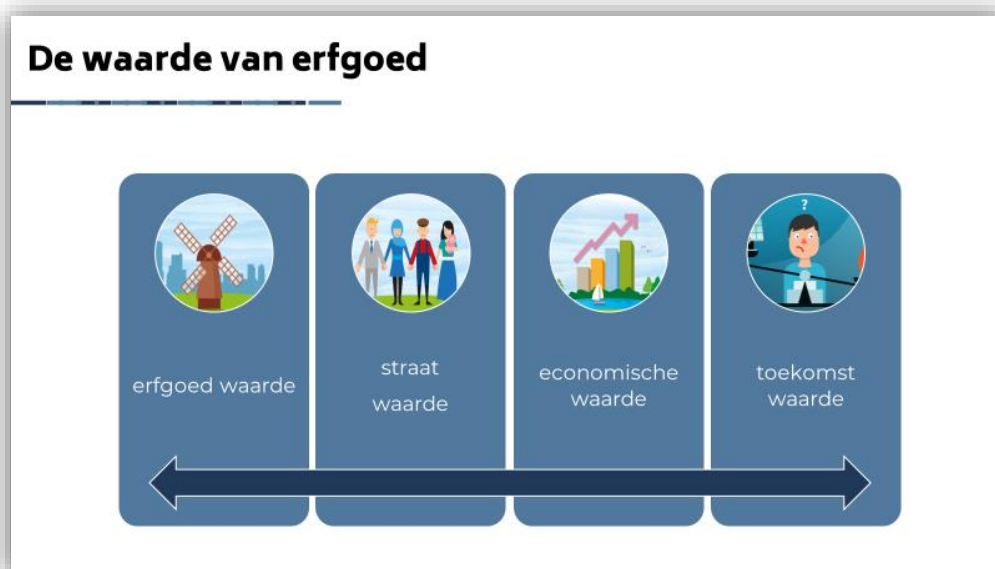 De waarde van erfgoed
erfgoed waarde
straat
waarde
economische
waarde
toekomst
waarde
?